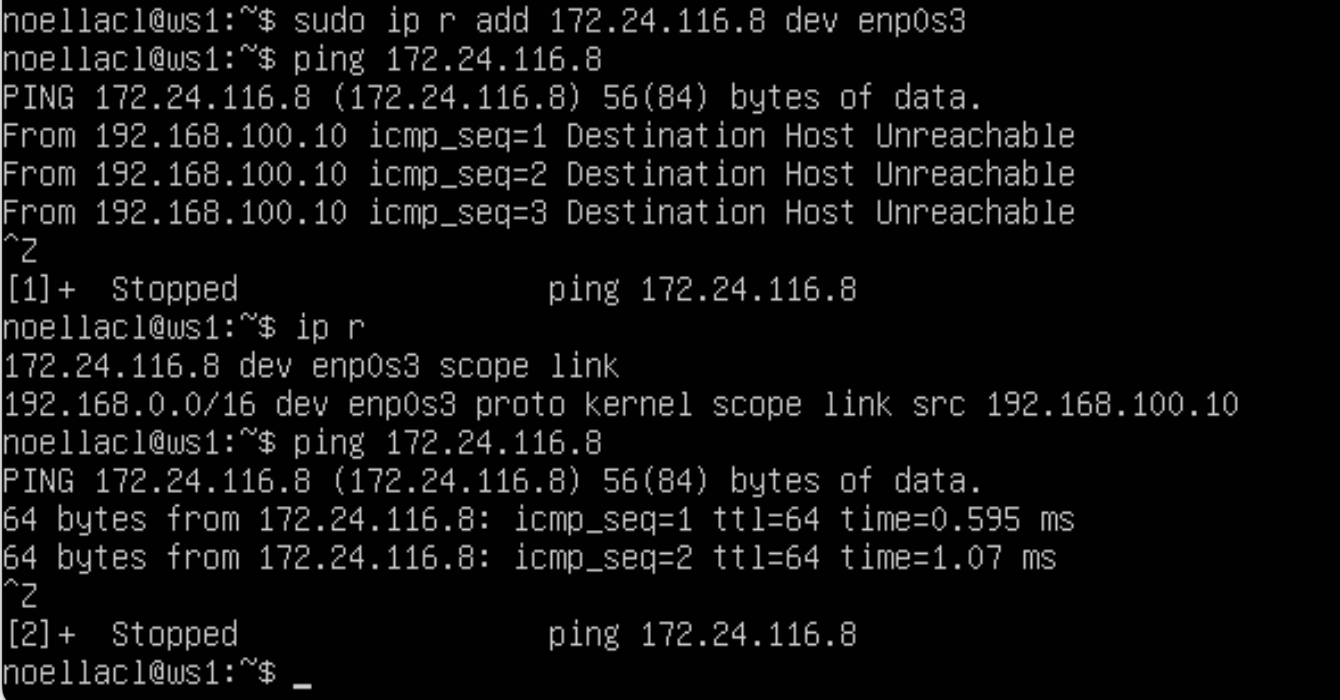 noellacl@ws1:~$ sudo ip r add 172.24.116.8 dev enp0s3
noellacl@ws1:~$ ping 172.24.116.8
PING 172.24.116.8 (172.24.116.8) 56(84) bytes of data.
From 192.168.100.10 icmp_seq=1 Destination Host Unreachable
From 192.168.100.10 icmp_seq=2 Destination Host Unreachable
From 192.168.100.10 icmp_seq=3 Destination Host Unreachable
^Z
[1]+  Stopped                 ping 172.24.116.8
noellacl@ws1:~$ ip r
172.24.116.8 dev enp0s3 scope link
192.168.0.0/16 dev enp0s3 proto kernel scope link src 192.168.100.10
noellacl@ws1:~$ ping 172.24.116.8
PING 172.24.116.8 (172.24.116.8) 56(84) bytes of data.
64 bytes from 172.24.116.8: icmp_seq=1 ttl=64 time=0.595 ms
64 bytes from 172.24.116.8: icmp_seq=2 ttl=64 time=1.07 ms
^Z
[2]+  Stopped                 ping 172.24.116.8
noellacl@ws1:~$ _